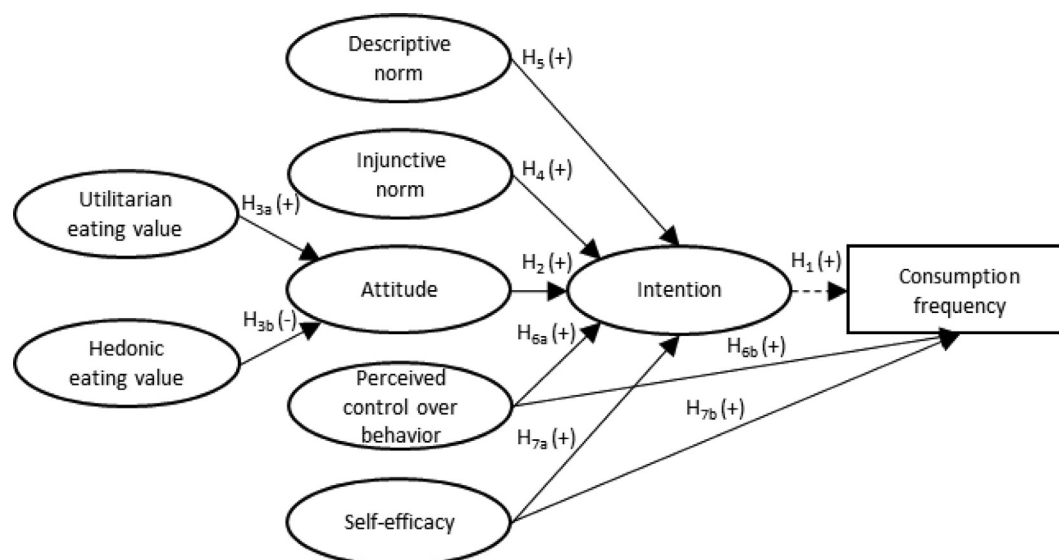 Descriptive
norm
H5 (+)
Injunctive
norm
H4 (+)
Utilitarian
eating value
H3a (+)
Attitude
H2 (+)
Intention
H1 (+)
Consumption
frequency
Hedonic
eating value
H3b (-)
Perceived
control over
behavior
H6a (+)
H6b (+)
H7a (+)
H7b (+)
Self-efficacy